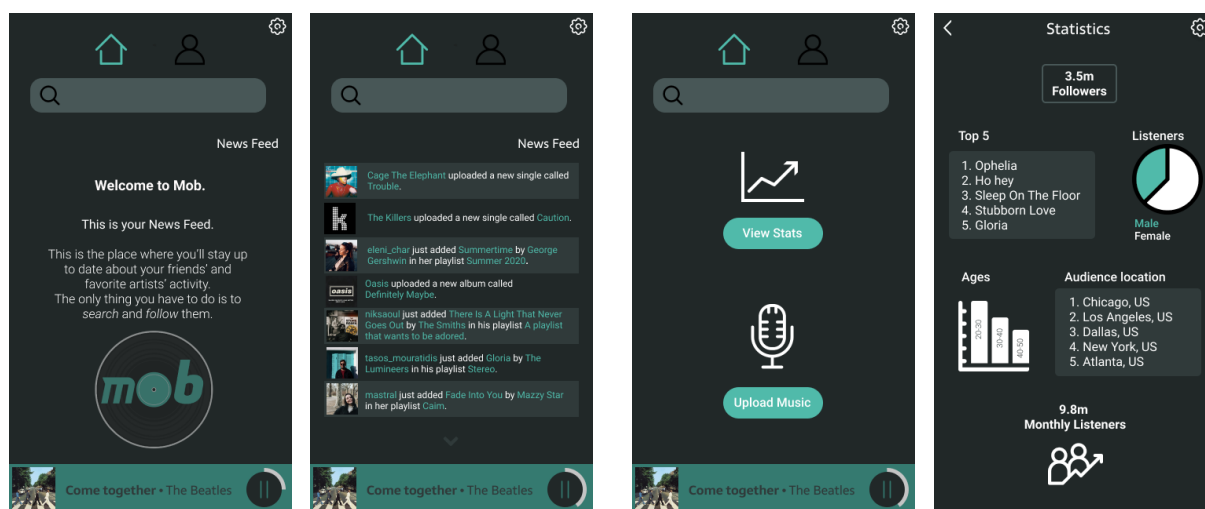 News Feed
Welcome to Mob.
This is your News Feed.
This is the place where you'll stay up
to date about your friends' and
favorite artists' activity.
The only thing you have to do is to
search and follow them.
mob
Come together • The Beatles
News Feed
Cage The Elephant uploaded a new single called
Trouble.
k
The Killers uploaded a new single called Caution.
eleni_char just added Summertime by George
Gershwin in her playlist Summer 2020.
oasis
Oasis uploaded a new album called
Definitely Maybe.
niksaoul just added There Is A Light That Never
Goes Out by The Smiths in his playlist A playlist
that wants to be adored.
tasos_mouratidis just added Gloria by The
Lumineers in his playlist Stereo.
mastral just added Fade Into You by Mazzy Star
in her playlist Caim.
Come together • The Beatles
View Stats
Upload Music
Come together • The Beatles
Statistics
3.5m
Followers
Top 5
1. Ophelia
2. Ho hey
3. Sleep On The Floor
4. Stubborn Love
5. Gloria
Listeners
Male
Female
Ages
20-30
30-40
40-50
Audience location
1. Chicago, US
2. Los Angeles, US
3. Dallas, US
4. New York, US
5. Atlanta, US
9.8m
Monthly Listeners